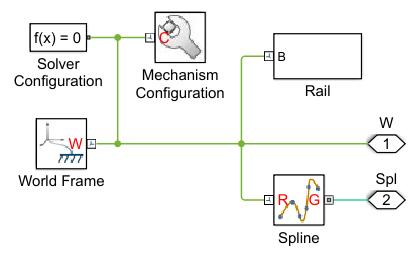 f(x) = 0
Solver
Configuration
C
Mechanism
Configuration
B
Rail
W
World Frame
W
1
R G
Spline
Spl
2